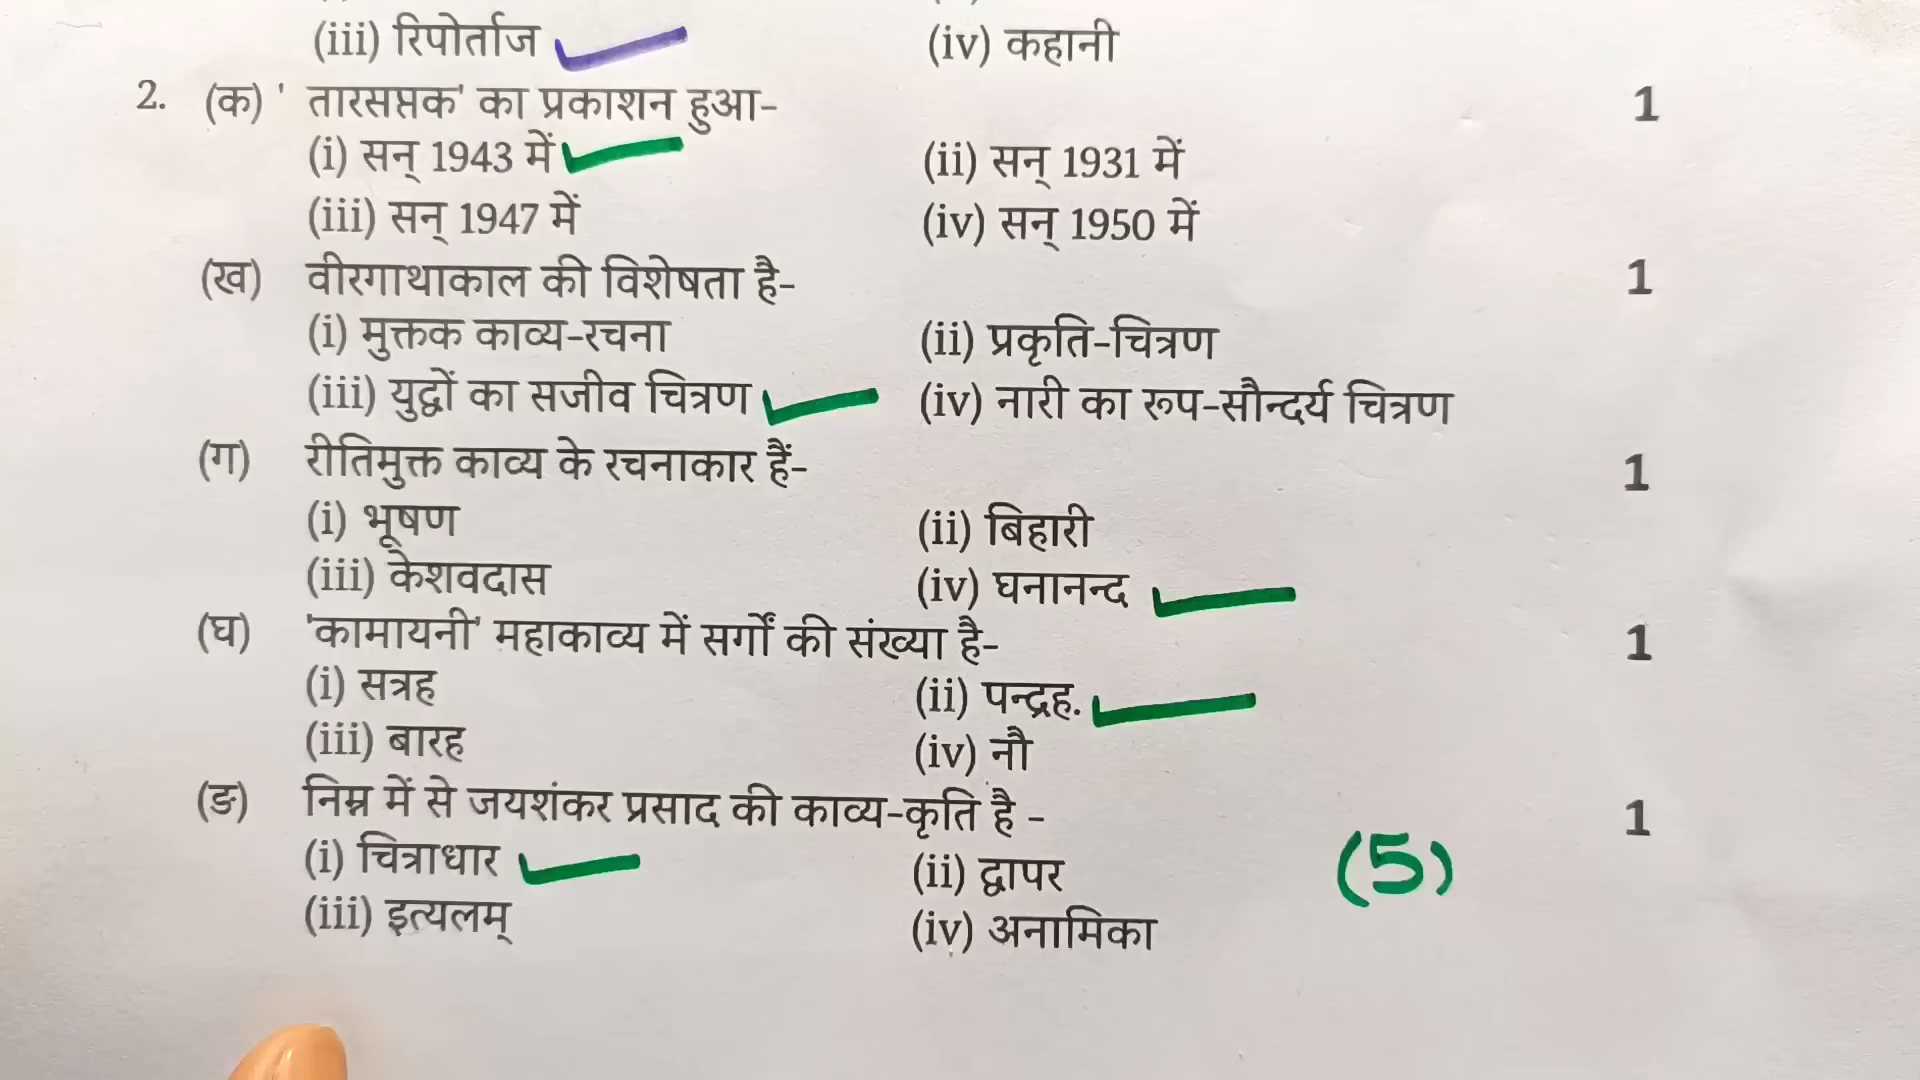 (iii) रिपोर्ताज (iv) कहानी
2. (क) ' तारसप्तक' का प्रकाशन हुआ- 1
(i) सन् 1943 में (ii) सन् 1931 में
(iii) सन् 1947 में (iv) सन् 1950 में
(ख) वीरगाथाकाल की विशेषता है- 1
(i) मुक्तक काव्य-रचना (ii) प्रकृति-चित्रण
(iii) युद्धों का सजीव चित्रण (iv) नारी का रूप-सौन्दर्य चित्रण
(ग) रीतिमुक्त काव्य के रचनाकार हैं- 1
(i) भूषण (ii) बिहारी
(iii) केशवदास (iv) घनानन्द
(घ) 'कामायनी' महाकाव्य में सर्गों की संख्या है- 1
(i) सत्रह (ii) पन्द्रह.
(iii) बारह (iv) नौ
(ङ) निम्न में से जयशंकर प्रसाद की काव्य-कृति है - 1
(i) चित्राधार (ii) द्वापर (5)
(iii) इत्यलम् (iv) अनामिका